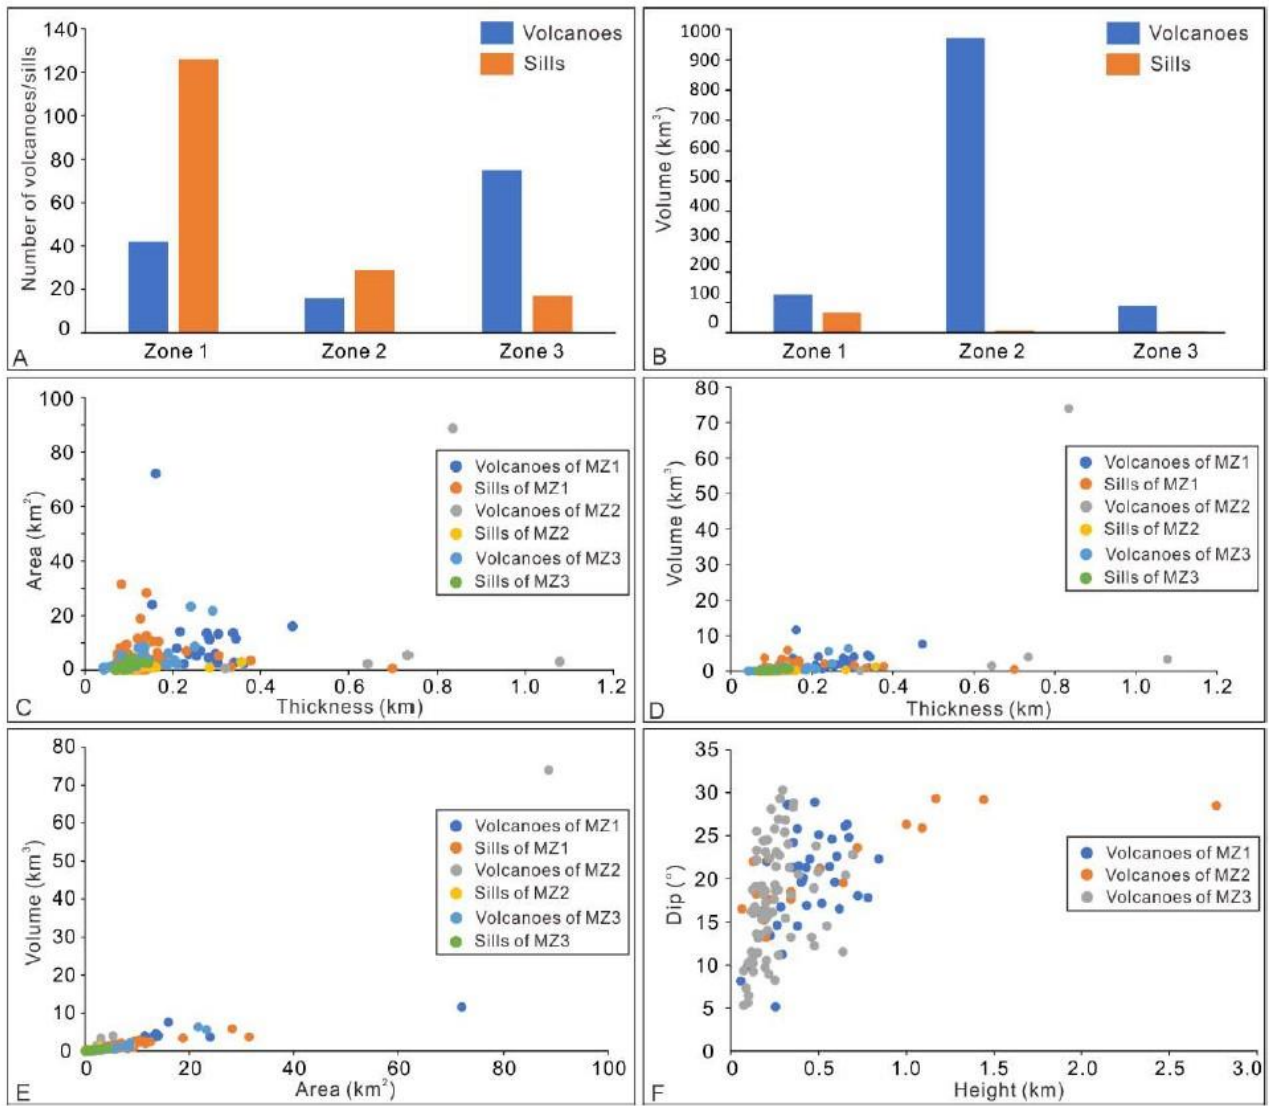 Number of volcanoes/sills
140
120
100
80
60
40
20
0
Volcanoes
Sills
Zone 1
Zone 2
Zone 3
A
Volume (km³)
1000
900
800
700
600
500
400
300
200
100
0
Volcanoes
Sills
Zone 1
Zone 2
Zone 3
B
Area (km²)
100
80
60
40
20
0
Volcanoes of MZ1
Sills of MZ1
Volcanoes of MZ2
Sills of MZ2
Volcanoes of MZ3
Sills of MZ3
0 0.2 0.4 0.6 0.8 1.0 1.2
Thickness (km)
C
Volume (km³)
80
70
60
50
40
30
20
10
0
Volcanoes of MZ1
Sills of MZ1
Volcanoes of MZ2
Sills of MZ2
Volcanoes of MZ3
Sills of MZ3
0 0.2 0.4 0.6 0.8 1.0 1.2
Thickness (km)
D
Volume (km³)
80
70
60
50
40
30
20
10
0
Volcanoes of MZ1
Sills of MZ1
Volcanoes of MZ2
Sills of MZ2
Volcanoes of MZ3
Sills of MZ3
0 20 40 60 80 100
Area (km²)
E
Dip (°)
35
30
25
20
15
10
5
0
Volcanoes of MZ1
Volcanoes of MZ2
Volcanoes of MZ3
0 0.5 1.0 1.5 2.0 2.5 3.0
Height (km)
F